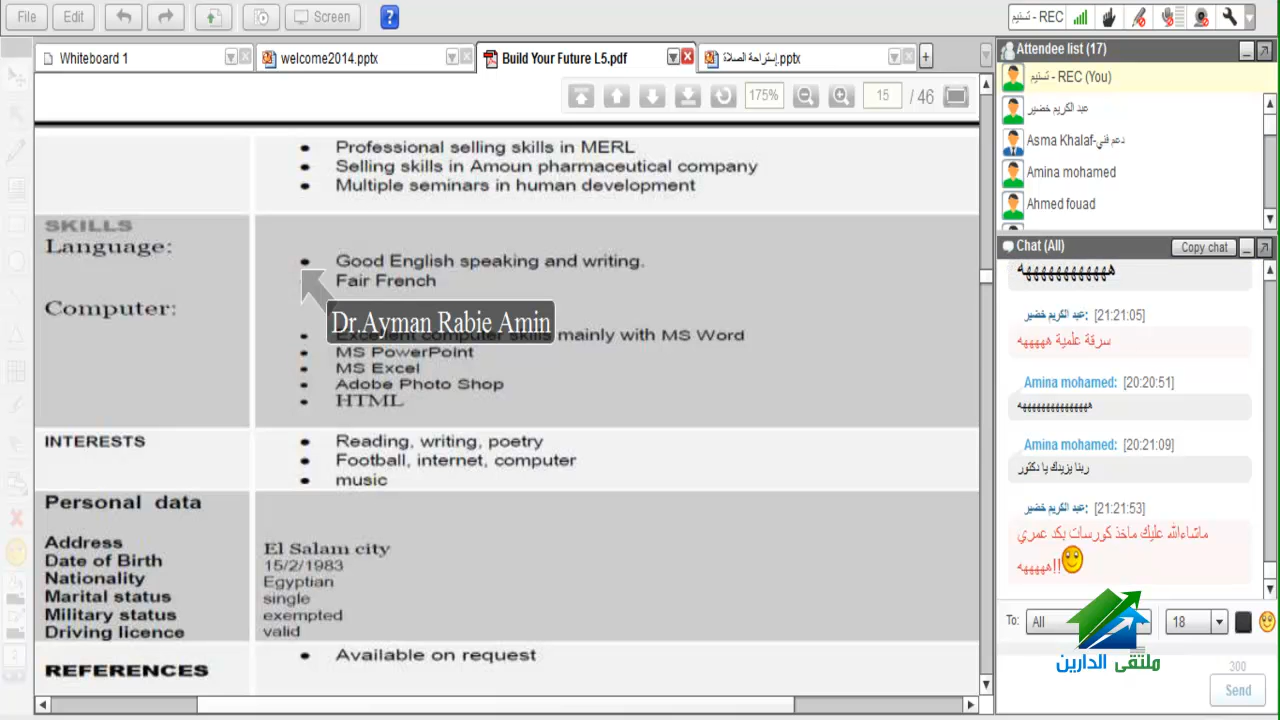 File Edit Screen ?
تسنيم - REC
Whiteboard 1 welcome2014.pptx Build Your Future L5.pdf إستراحة الصلاة.pptx +
175% 15 / 46
Professional selling skills in MERL
Selling skills in Amoun pharmaceutical company
Multiple seminars in human development
SKILLS
Language:
Good English speaking and writing.
Fair French
Computer:
Dr.Ayman Rabie Amin
Excellent computer skills mainly with MS Word
MS PowerPoint
MS Excel
Adobe Photo Shop
HTML
INTERESTS
Reading, writing, poetry
Football, internet, computer
music
Personal data
Address El Salam city
Date of Birth 15/2/1983
Nationality Egyptian
Marital status single
Military status exempted
Driving licence valid
REFERENCES
Available on request
Attendee list (17)
تسنيم - REC (You)
عبد الكريم خضير
Asma Khalaf-دعم فني
Amina mohamed
Ahmed fouad
Chat (All) Copy chat
عبد الكريم خضير: [21:21:05]
سرقة علمية هههههه
Amina mohamed: [20:20:51]
Amina mohamed: [20:21:09]
ربنا يزيدك يا دكتور
عبد الكريم خضير: [21:21:53]
ماشاءالله عليك ماخذ كورسات بكد عمري
هههههه!!
To: All 18
ملتقى الدارين
300
Send